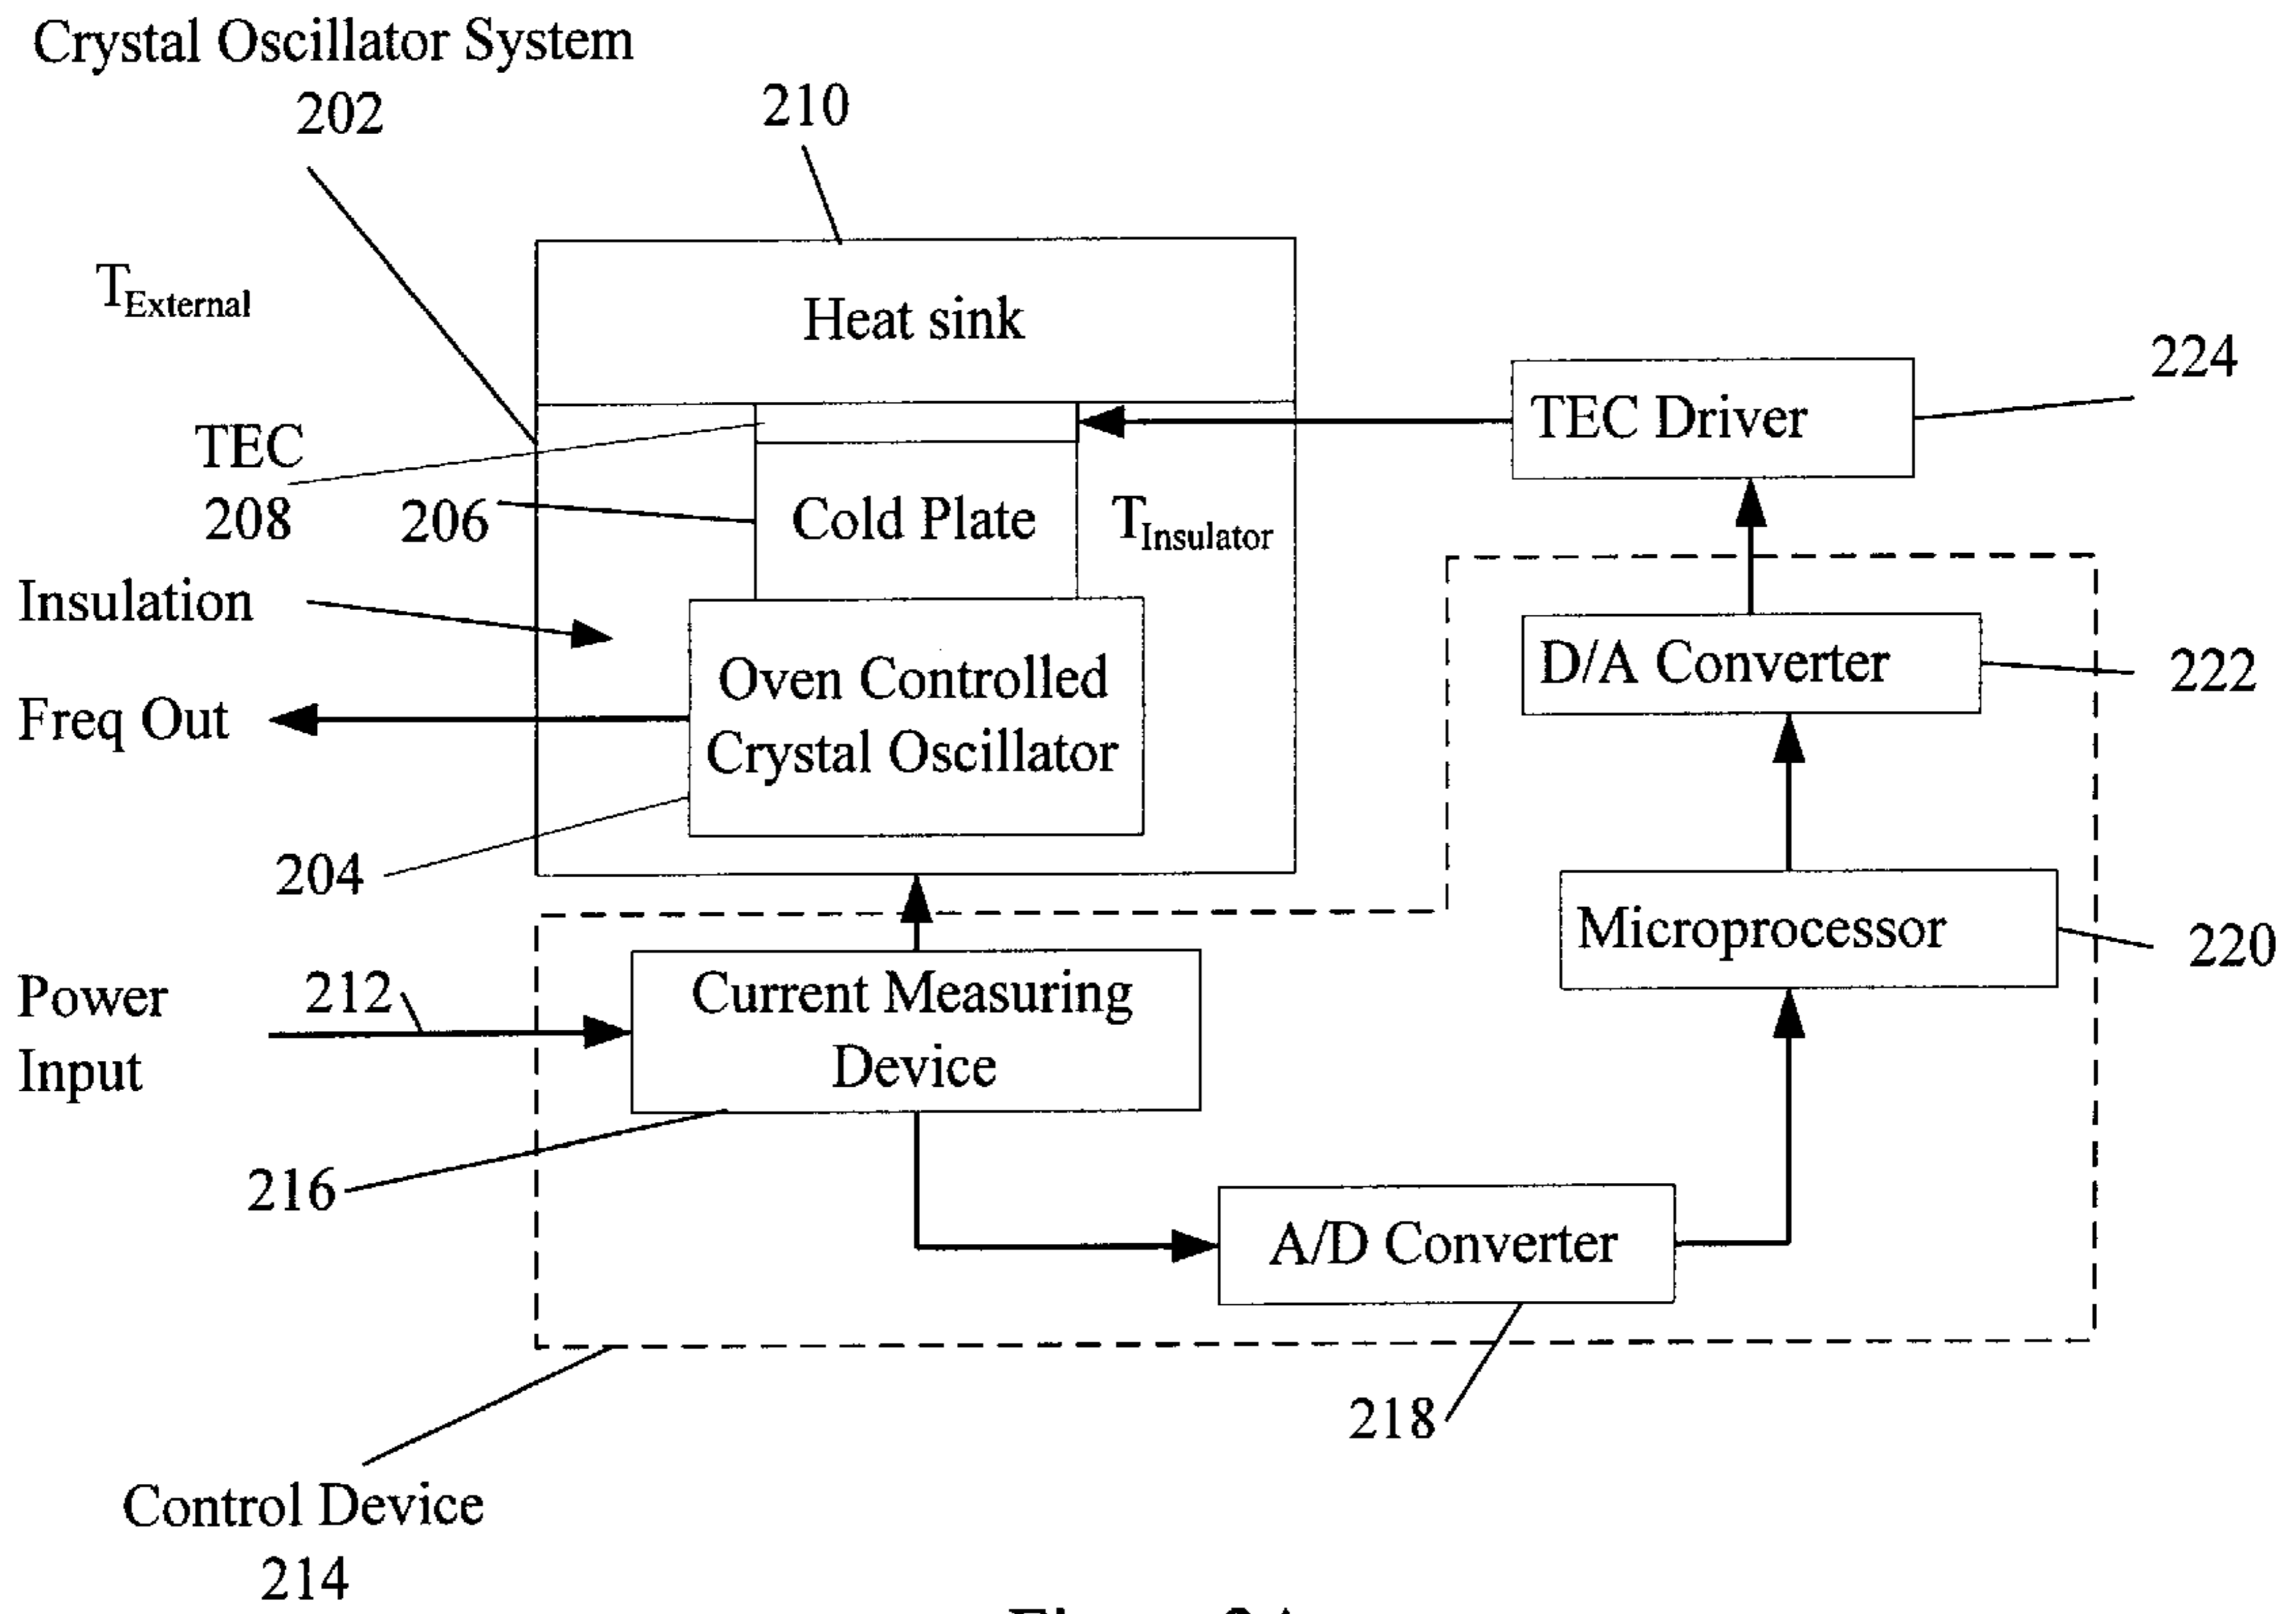 Crystal Oscillator System
202
210
T_External
Heat sink
224
TEC Driver
TEC
208
206
Cold Plate
T_Insulator
Insulation
D/A Converter
222
Oven Controlled
Crystal Oscillator
Freq Out
204
Microprocessor
220
Power
Input
212
Current Measuring
Device
216
A/D Converter
218
Control Device
214